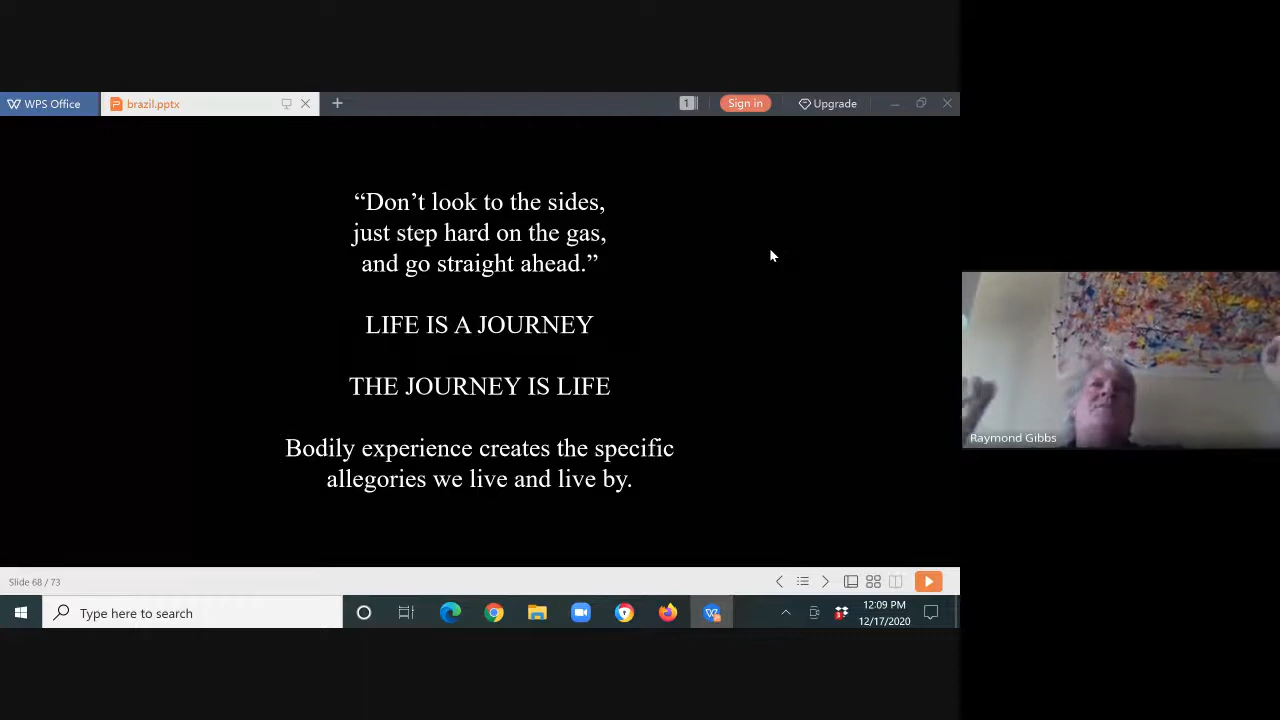 WPS Office
brazil.pptx
1
Sign in
Upgrade
“Don’t look to the sides,
just step hard on the gas,
and go straight ahead.”
LIFE IS A JOURNEY
THE JOURNEY IS LIFE
Bodily experience creates the specific
allegories we live and live by.
Raymond Gibbs
Slide 68 / 73
Type here to search
12:09 PM
12/17/2020